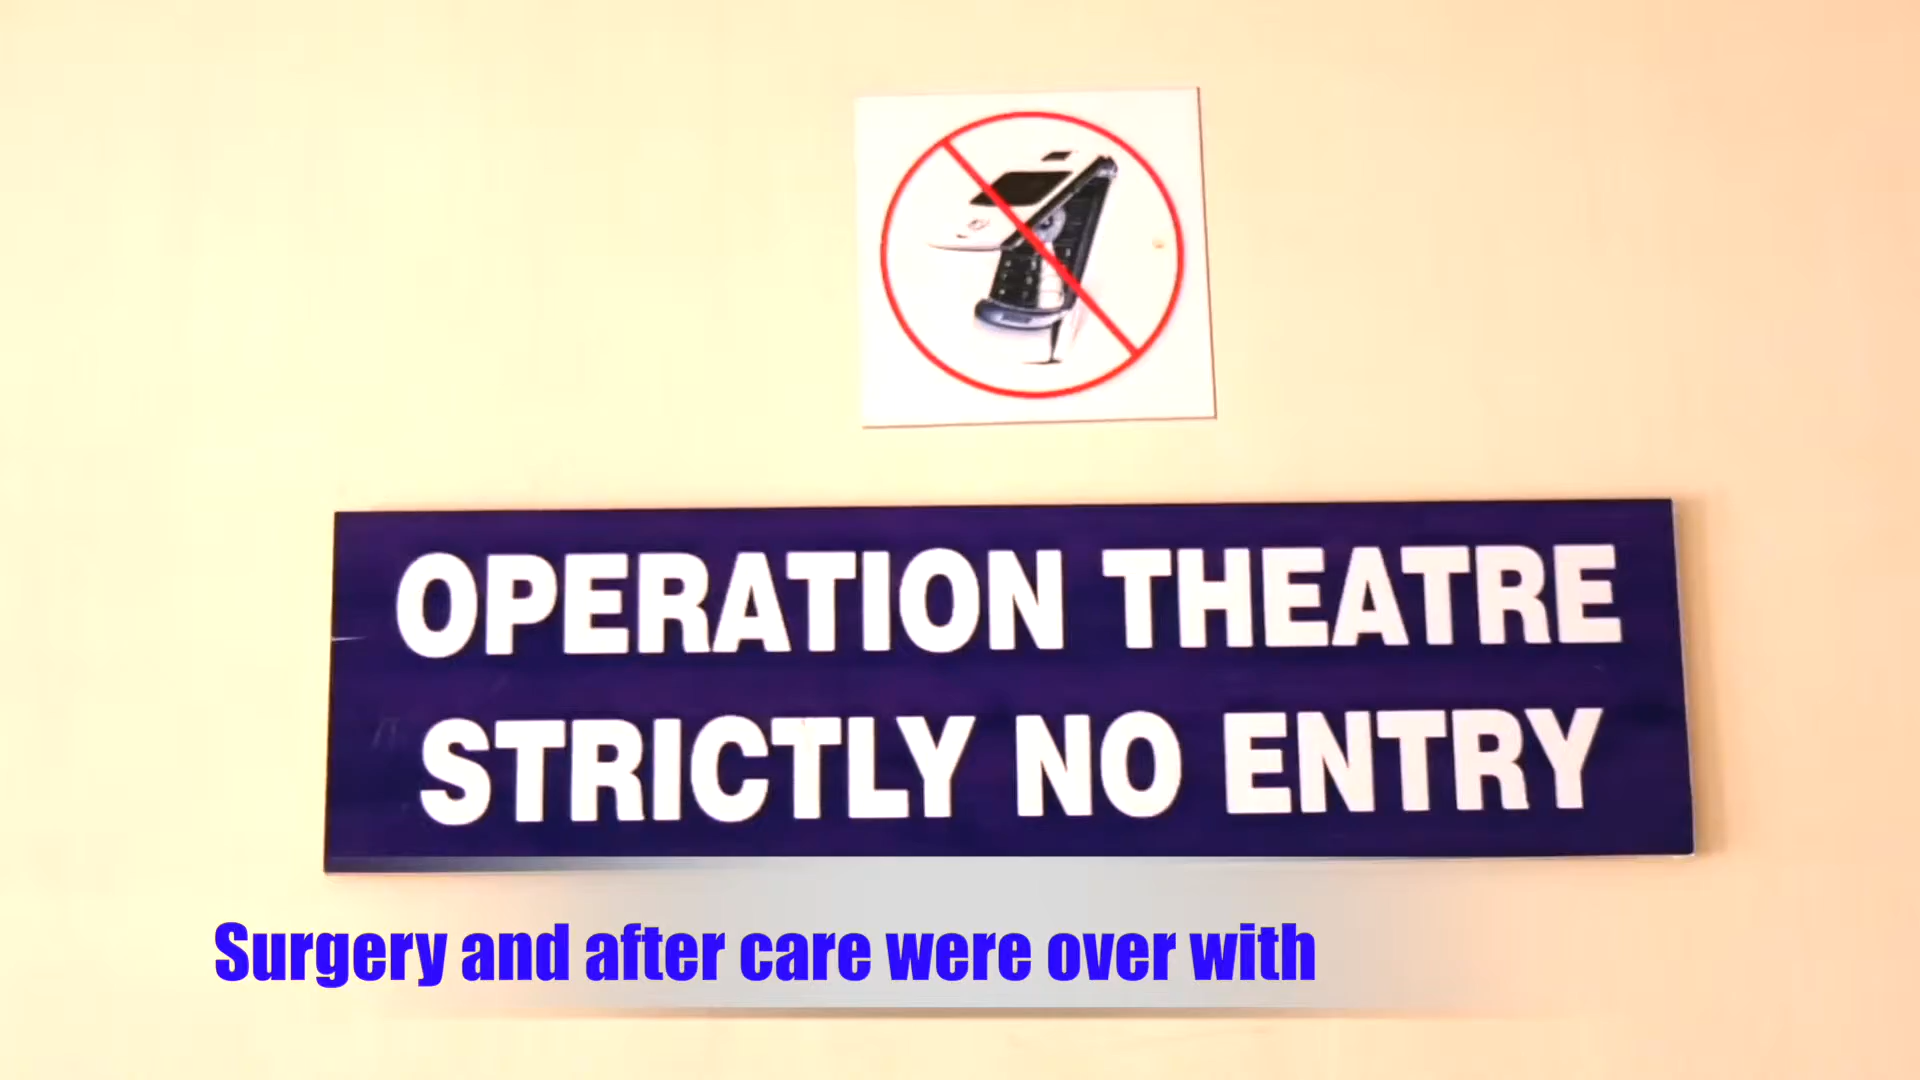 OPERATION THEATRE
STRICTLY NO ENTRY
Surgery and after care were over with